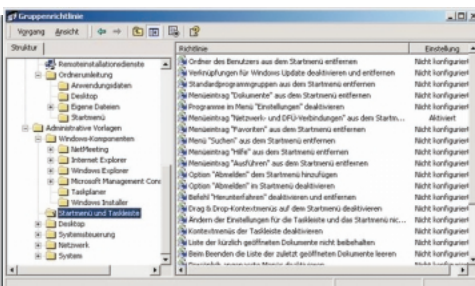 Gruppenrichtlinie
Vorgang Ansicht
Struktur
Remoteinstallationsdienste
Ordnerumleitung
Anwendungsdaten
Desktop
Eigene Dateien
Startmenü
Administrative Vorlagen
Windows-Komponenten
NetMeeting
Internet Explorer
Windows Explorer
Microsoft Management Con
Taskplaner
Windows Installer
Startmenü und Taskleiste
Desktop
Systemsteuerung
Netzwerk
System
Richtlinie Einstellung
Ordner des Benutzers aus dem Startmenü entfernen Nicht konfiguriert
Verknüpfungen für Windows Update deaktivieren und entfernen Nicht konfiguriert
Standardprogrammgruppen aus dem Startmenü entfernen Nicht konfiguriert
Menüeintrag "Dokumente" aus dem Startmenü entfernen Nicht konfiguriert
Programme im Menü "Einstellungen" deaktivieren Nicht konfiguriert
Menüeintrag "Netzwerk- und DFÜ-Verbindungen" aus dem Startm... Aktiviert
Menüeintrag "Favoriten" aus dem Startmenü entfernen Nicht konfiguriert
Menü "Suchen" aus dem Startmenü entfernen Nicht konfiguriert
Menüeintrag "Hilfe" aus dem Startmenü entfernen Nicht konfiguriert
Menüeintrag "Ausführen" aus dem Startmenü entfernen Nicht konfiguriert
Option "Abmelden" dem Startmenü hinzufügen Nicht konfiguriert
Option "Abmelden" im Startmenü deaktivieren Nicht konfiguriert
Befehl "Herunterfahren" deaktivieren und entfernen Nicht konfiguriert
Drag & Drop-Kontextmenüs auf dem Startmenü deaktivieren Nicht konfiguriert
Ändern der Einstellungen für die Taskleiste und das Startmenü nic... Nicht konfiguriert
Kontextmenüs der Taskleiste deaktivieren Nicht konfiguriert
Liste der kürzlich geöffneten Dokumente nicht beibehalten Nicht konfiguriert
Beim Beenden die Liste der zuletzt geöffneten Dokumente leeren Nicht konfiguriert